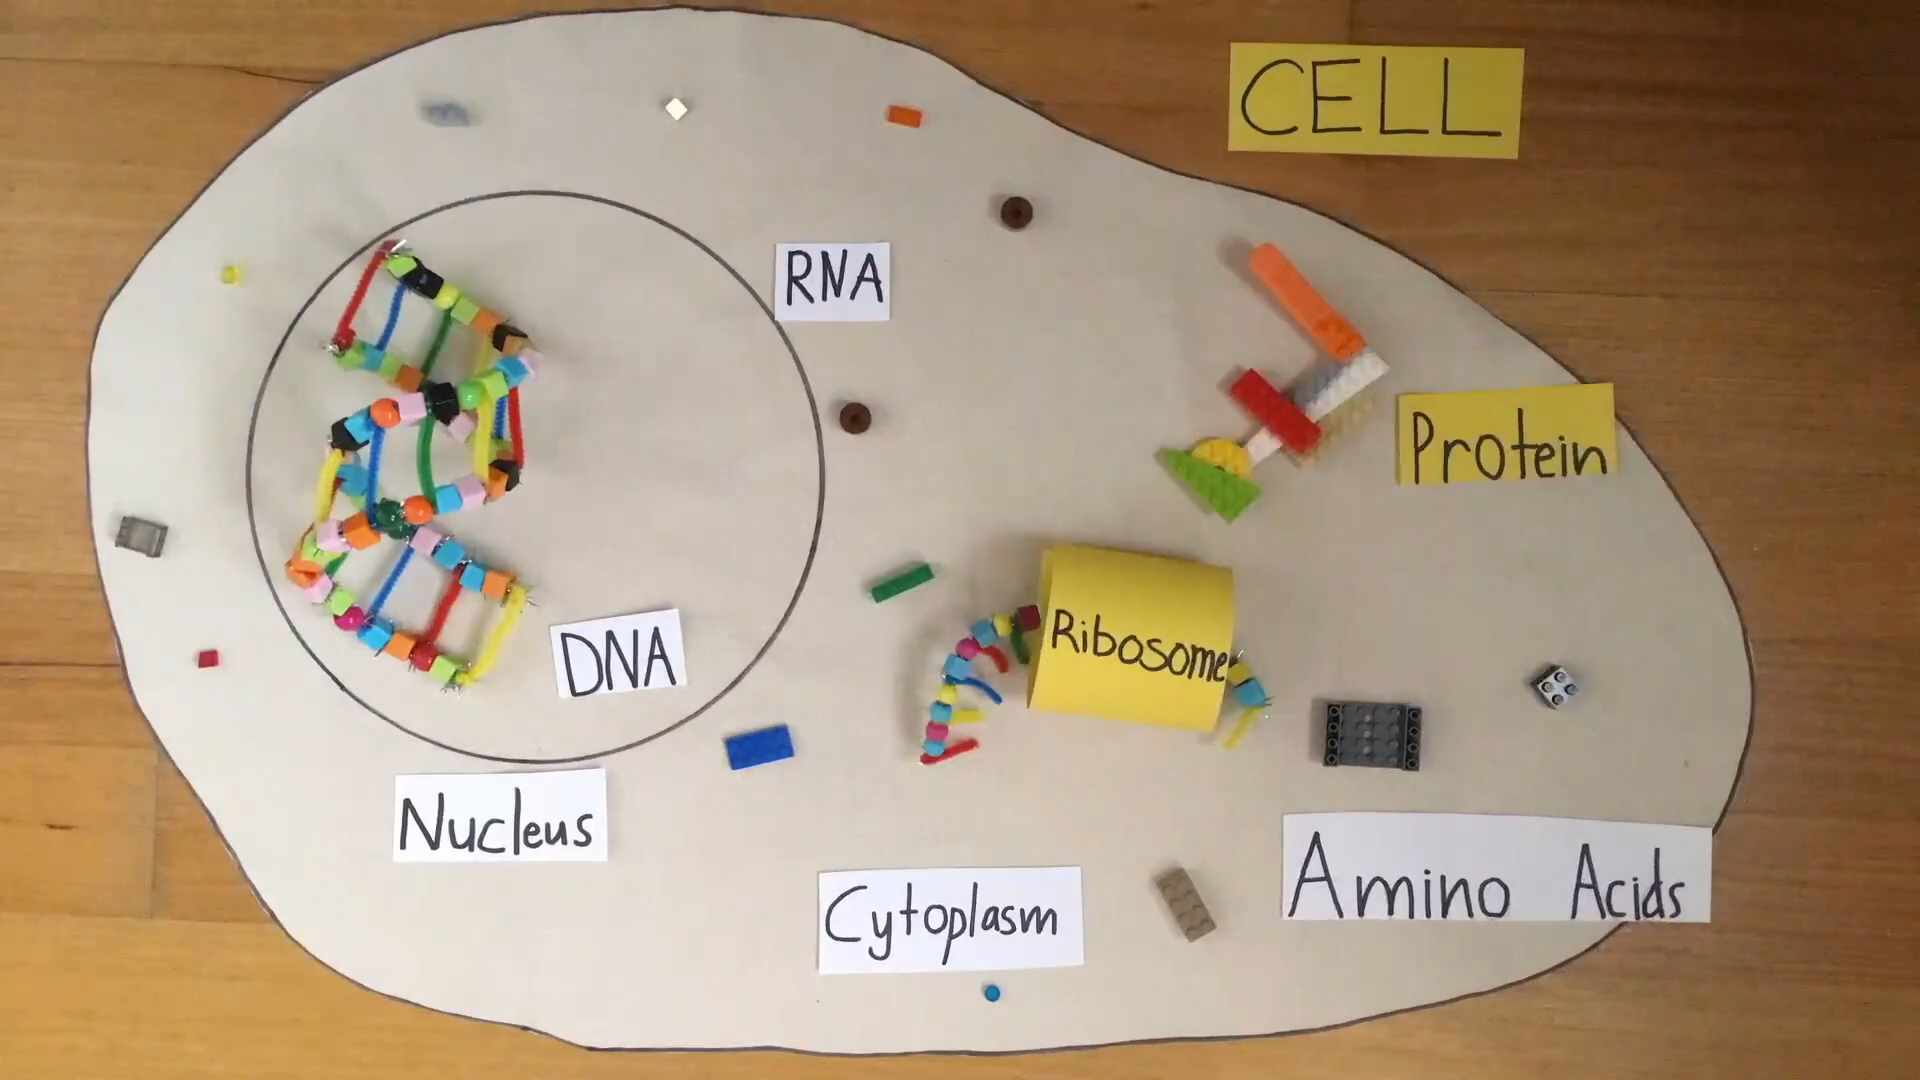 CELL
RNA
Protein
Ribosome
DNA
Nucleus
Amino Acids
Cytoplasm